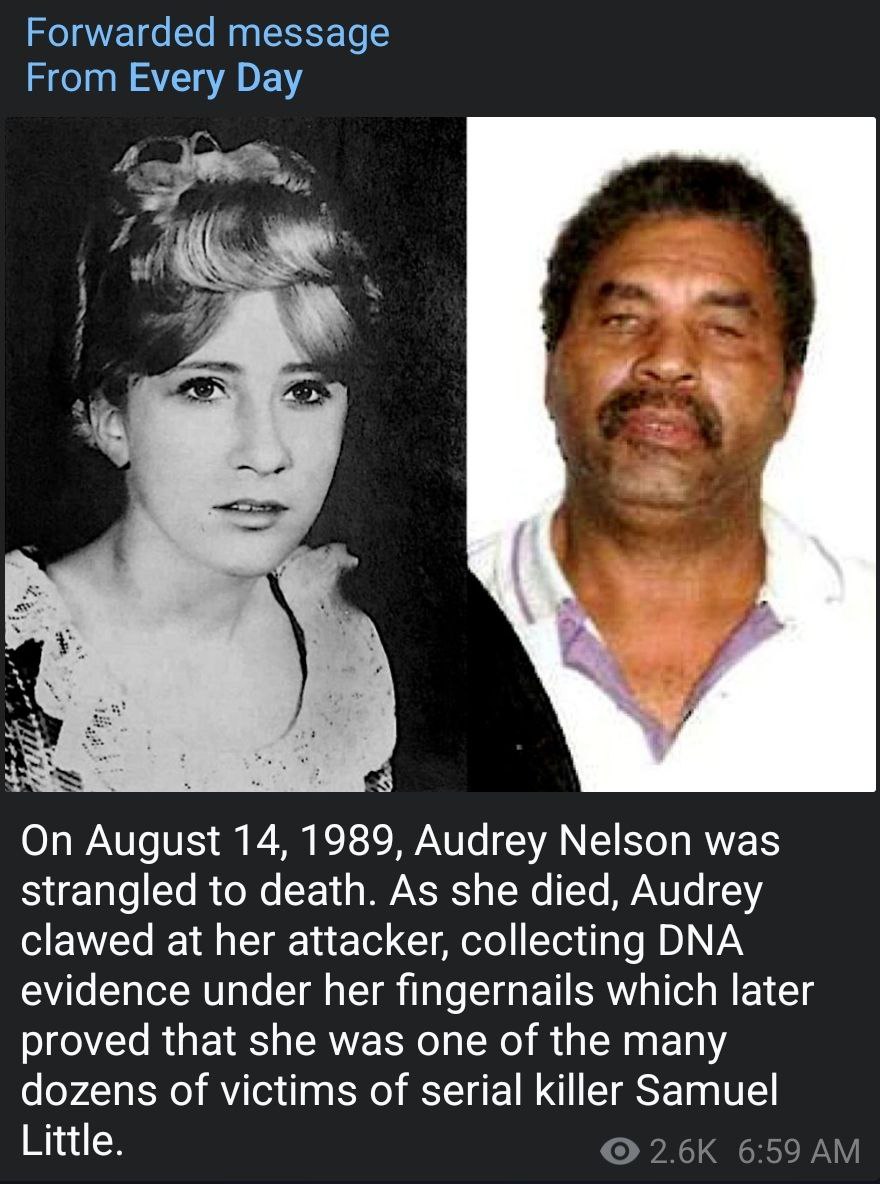 Forwarded message
From Every Day
On August 14, 1989, Audrey Nelson was
strangled to death. As she died, Audrey
clawed at her attacker, collecting DNA
evidence under her fingernails which later
proved that she was one of the many
dozens of victims of serial killer Samuel
Little.
2.6K 6:59 AM